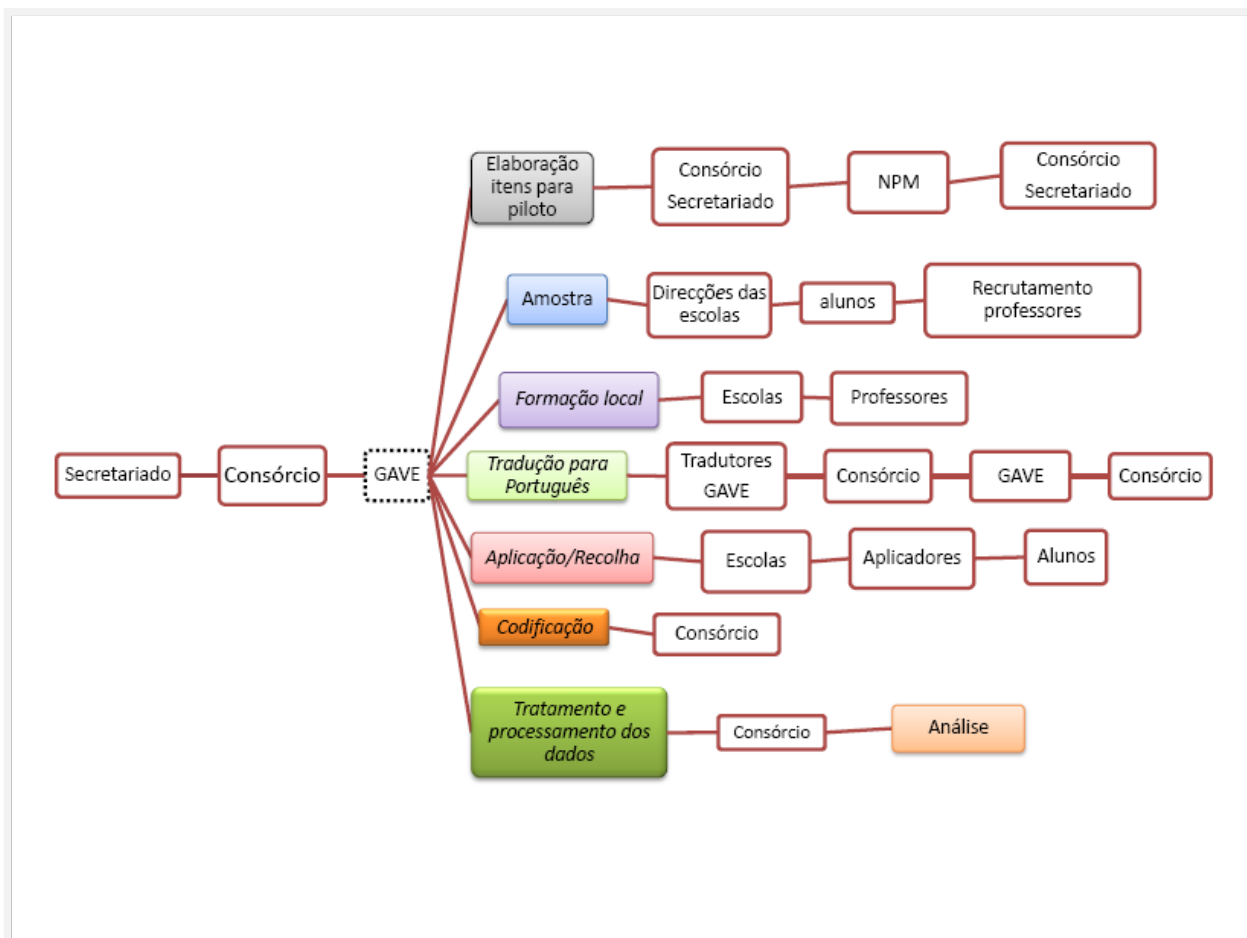 Secretariado
Consórcio
GAVE
Elaboração
itens para
piloto
Consórcio
Secretariado
NPM
Consórcio
Secretariado
Amostra
Direcções das
escolas
alunos
Recrutamento
professores
Formação local
Escolas
Professores
Tradução para
Português
Tradutores
GAVE
Consórcio
GAVE
Consórcio
Aplicação/Recolha
Escolas
Aplicadores
Alunos
Codificação
Consórcio
Tratamento e
processamento dos
dados
Consórcio
Análise